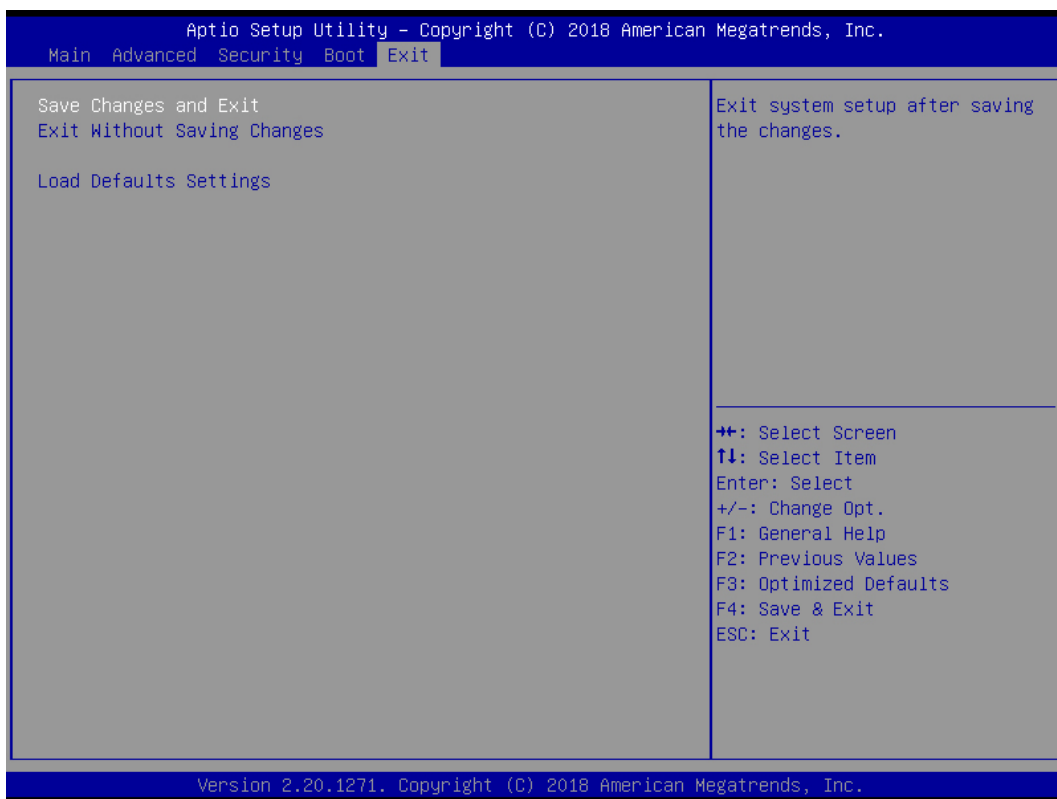 Aptio Setup Utility – Copyright (C) 2018 American Megatrends, Inc.
Main Advanced Security Boot Exit
Save Changes and Exit
Exit Without Saving Changes
Load Defaults Settings
Exit system setup after saving
the changes.
→←: Select Screen
↑↓: Select Item
Enter: Select
+/-: Change Opt.
F1: General Help
F2: Previous Values
F3: Optimized Defaults
F4: Save & Exit
ESC: Exit
Version 2.20.1271. Copyright (C) 2018 American Megatrends, Inc.